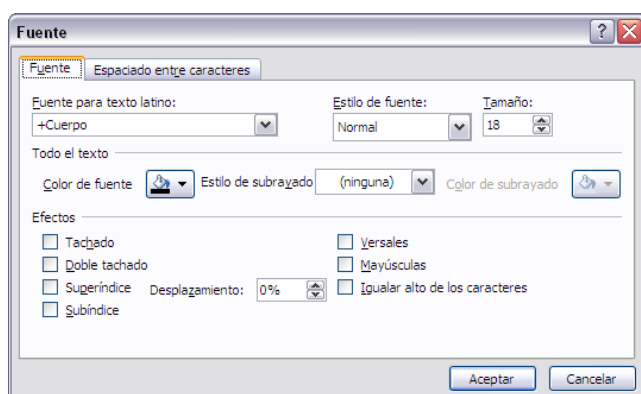 Fuente
Fuente Espaciado entre caracteres
Fuente para texto latino: Estilo de fuente: Tamaño:
+Cuerpo Normal 18
Todo el texto
Color de fuente Estilo de subrayado (ninguna) Color de subrayado
Efectos
Tachado Versales
Doble tachado Mayúsculas
Superíndice Desplazamiento: 0% Igualar alto de los caracteres
Subíndice
Aceptar Cancelar